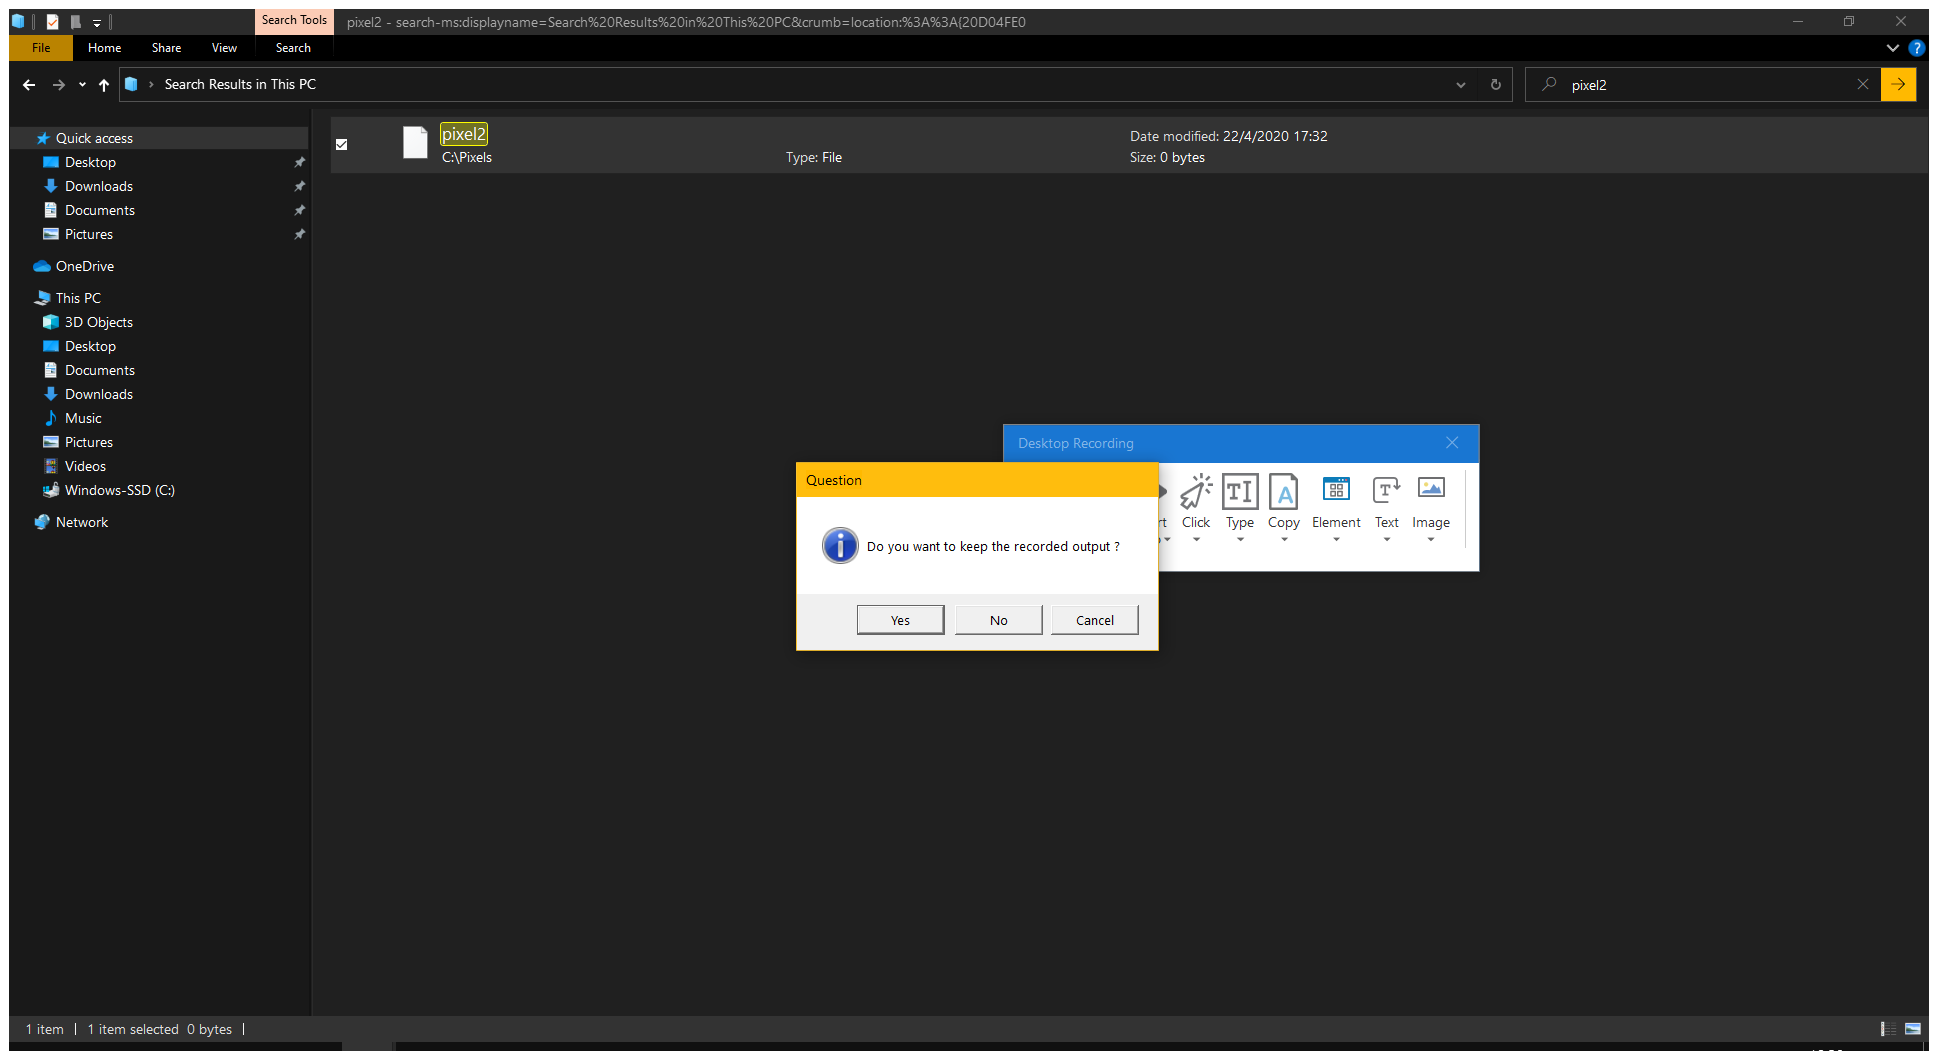 Search Tools
pixel2 - search-ms:displayname=Search%20Results%20in%20This%20PC&crumb=location:%3A%3A{20D04FE0
File Home Share View Search
?
Search Results in This PC
pixel2
Quick access
Desktop
Downloads
Documents
Pictures
OneDrive
This PC
3D Objects
Desktop
Documents
Downloads
Music
Pictures
Videos
Windows-SSD (C:)
Network
pixel2
C:\Pixels
Type: File
Date modified: 22/4/2020 17:32
Size: 0 bytes
Desktop Recording
Click Type Copy Element Text Image
Question
Do you want to keep the recorded output ?
Yes No Cancel
1 item 1 item selected 0 bytes